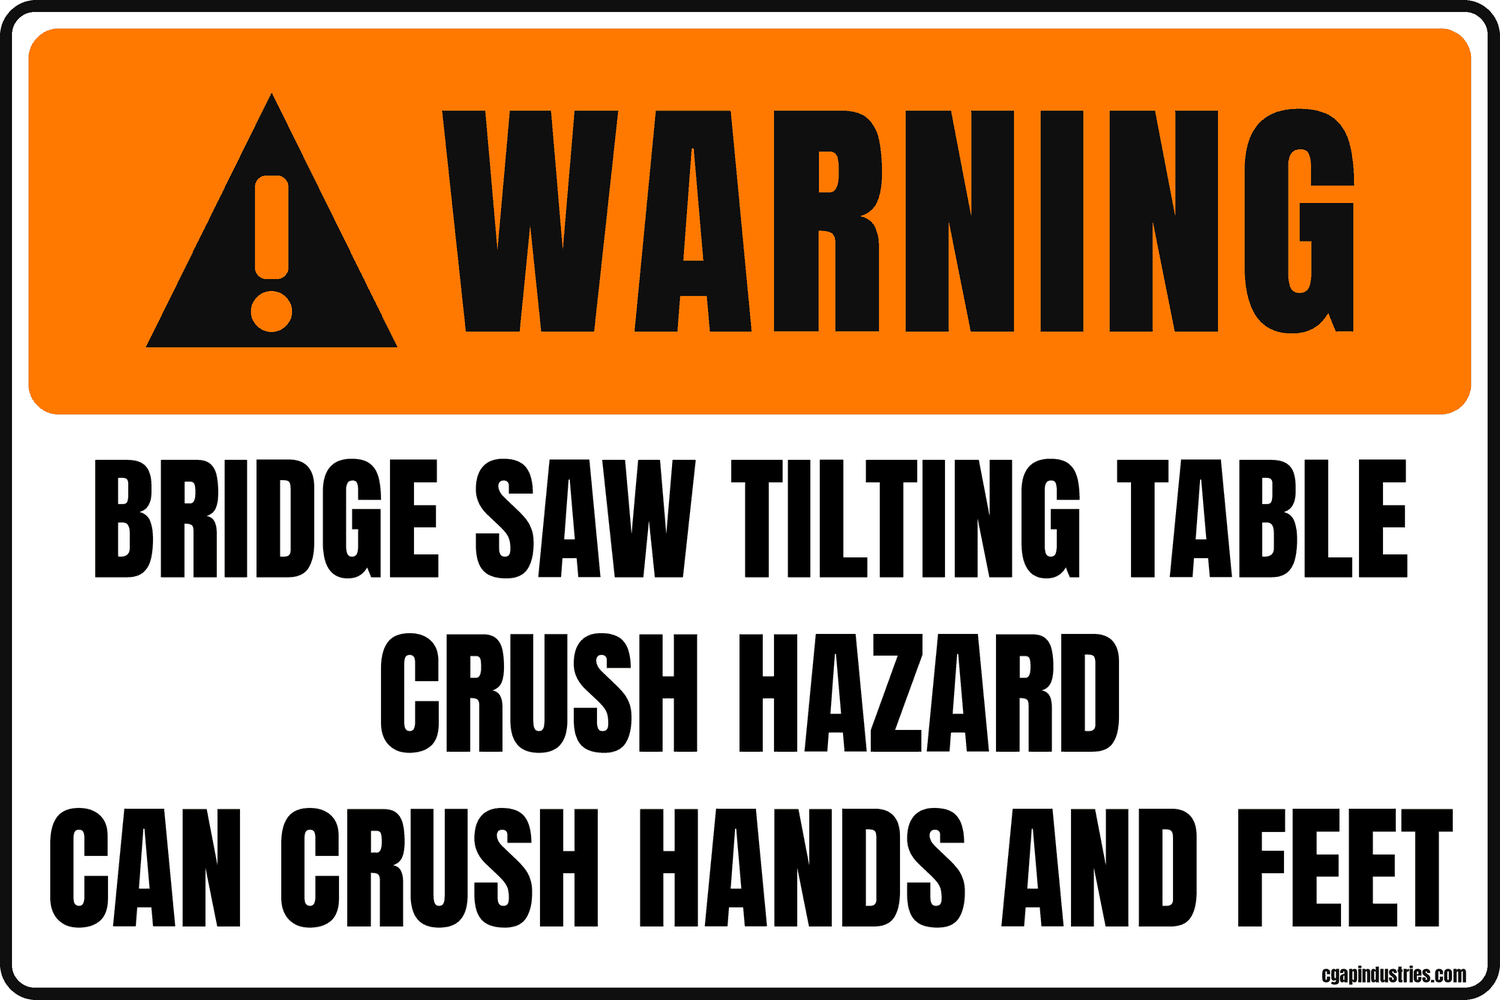 WARNING
BRIDGE SAW TILTING TABLE
CRUSH HAZARD
CAN CRUSH HANDS AND FEET
cgapindustries.com